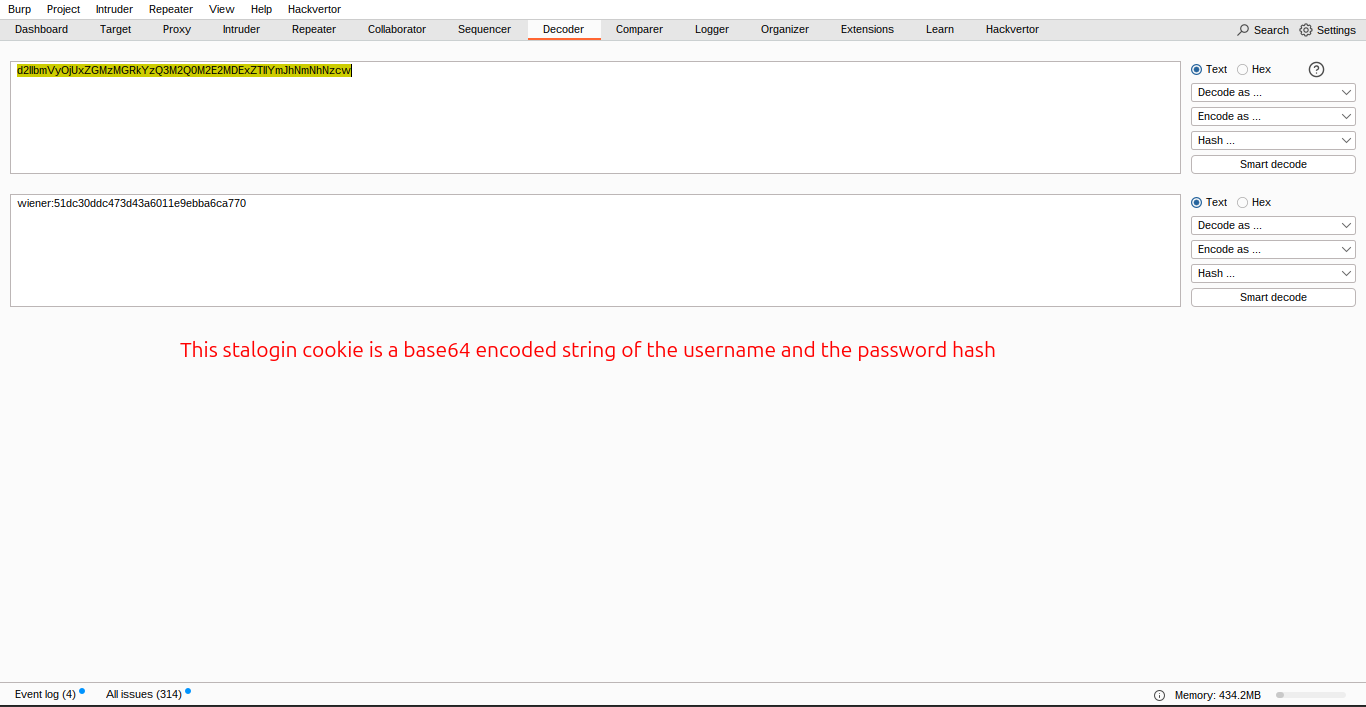 Burp Project Intruder Repeater View Help Hackvertor
Dashboard Target Proxy Intruder Repeater Collaborator Sequencer Decoder Comparer Logger Organizer Extensions Learn Hackvertor Search Settings
d2llbmVyOjUxZGMzMGRkYzQ3M2Q0M2E2MDExZTllYmJhNmNhNzcw
Text Hex ?
Decode as ...
Encode as ...
Hash ...
Smart decode
wiener:51dc30ddc473d43a6011e9ebba6ca770
Text Hex
Decode as ...
Encode as ...
Hash ...
Smart decode
This stalogin cookie is a base64 encoded string of the username and the password hash
Event log (4) All issues (314) Memory: 434.2MB